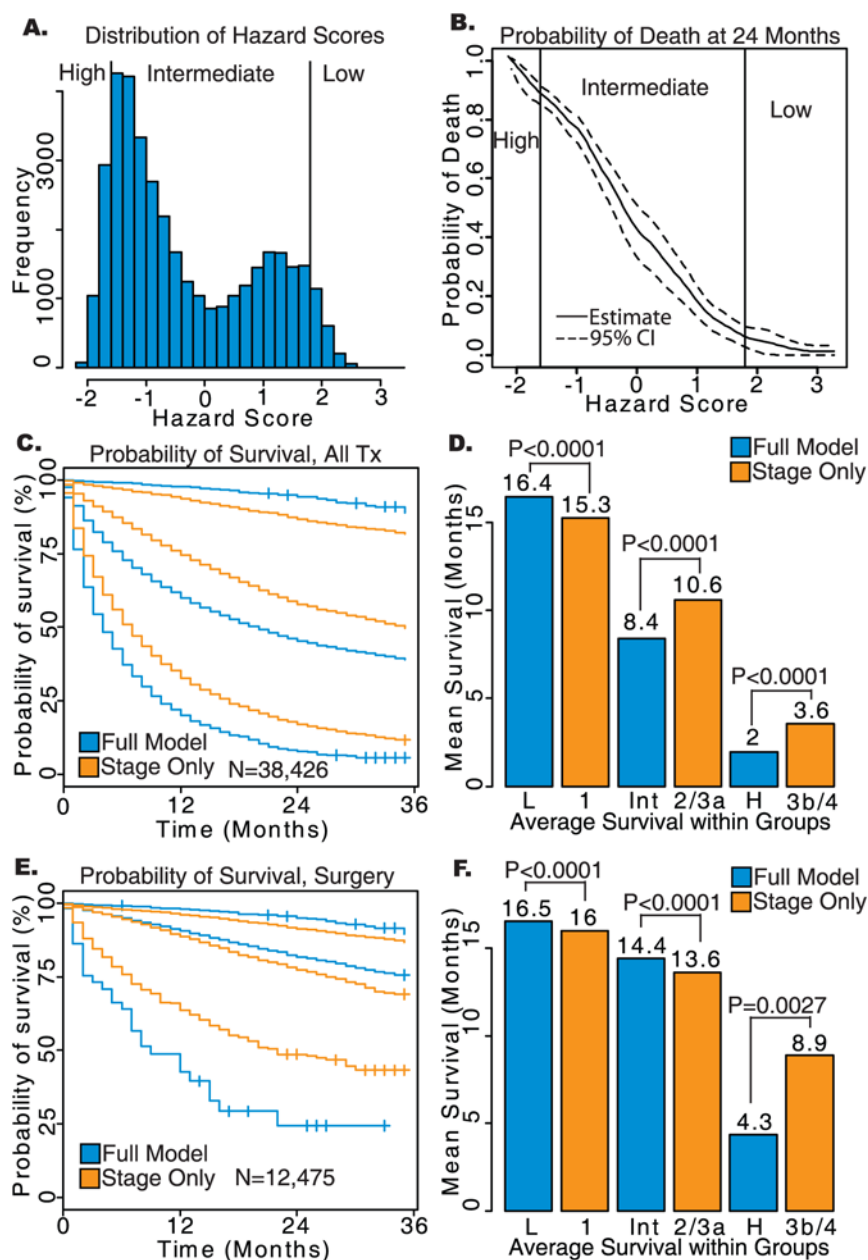 A.
Distribution of Hazard Scores
High
Intermediate
Low
Frequency
0
1000
3000
-2
-1
0
1
2
3
Hazard Score
B.
Probability of Death at 24 Months
High
Intermediate
Low
Probability of Death
0.0
0.2
0.4
0.6
0.8
1.0
Estimate
95% CI
-2
-1
0
1
2
3
Hazard Score
C.
Probability of Survival, All Tx
Probability of survival (%)
100
75
50
25
0
Full Model
Stage Only
N=38,426
0
12
24
36
Time (Months)
D.
Full Model
Stage Only
Mean Survival (Months)
0
5
10
15
P<0.0001
16.4
15.3
P<0.0001
8.4
10.6
P<0.0001
2
3.6
L
1
Int
2/3a
H
3b/4
Average Survival within Groups
E.
Probability of Survival, Surgery
Probability of survival (%)
100
75
50
25
0
Full Model
Stage Only
N=12,475
0
12
24
36
Time (Months)
F.
Full Model
Stage Only
Mean Survival (Months)
0
5
10
15
P<0.0001
16.5
16
P<0.0001
14.4
13.6
P=0.0027
4.3
8.9
L
1
Int
2/3a
H
3b/4
Average Survival within Groups